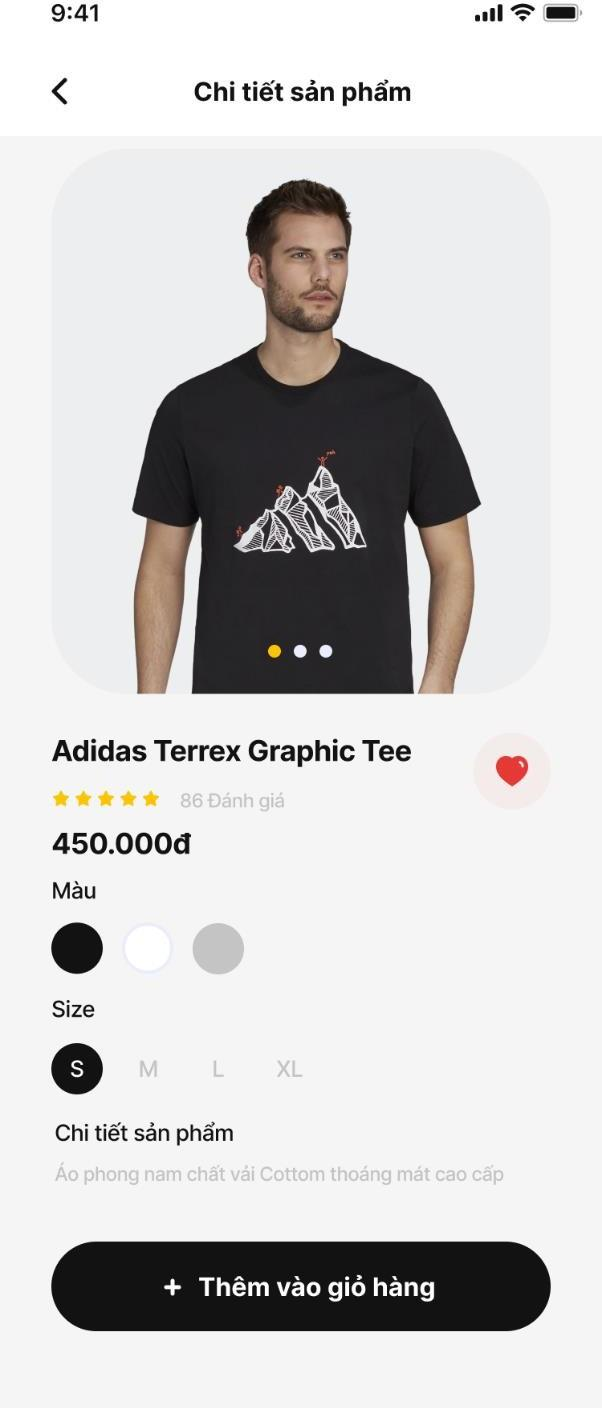 9:41
Chi tiết sản phẩm
Adidas Terrex Graphic Tee
86 Đánh giá
450.000đ
Màu
Size
S M L XL
Chi tiết sản phẩm
Áo phong nam chất vải Cottom thoáng mát cao cấp
+ Thêm vào giỏ hàng